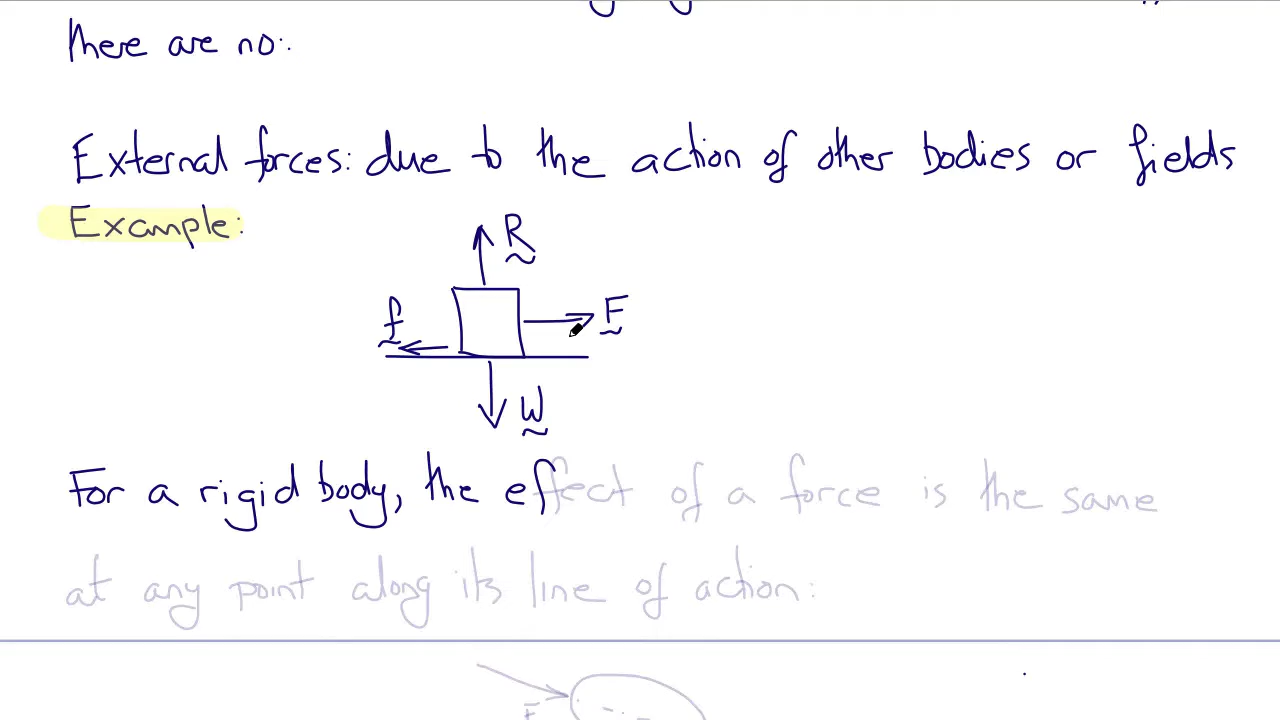 there are no:
External forces: due to the action of other bodies or fields
Example:
R
f
F
W
For a rigid body, the effect of a force is the same
at any point along its line of action:
F